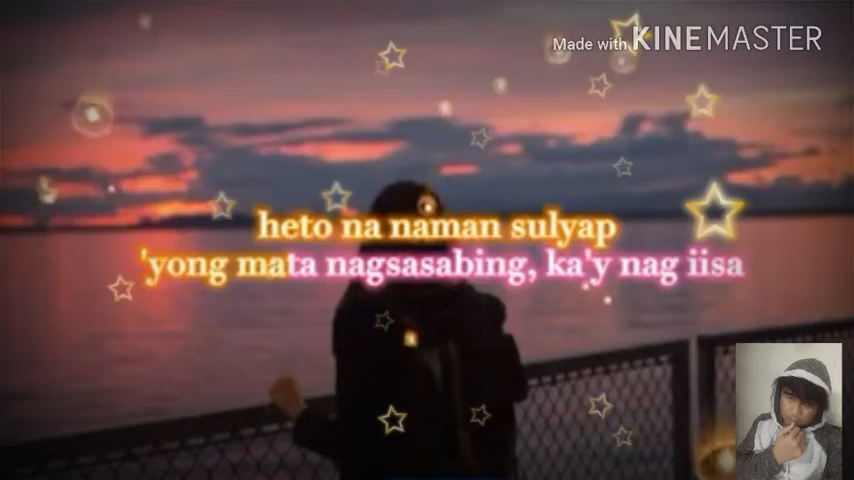 Made with KINEMASTER
heto na naman sulyap
'yong mata nagsasabing, ka'y nag iisa